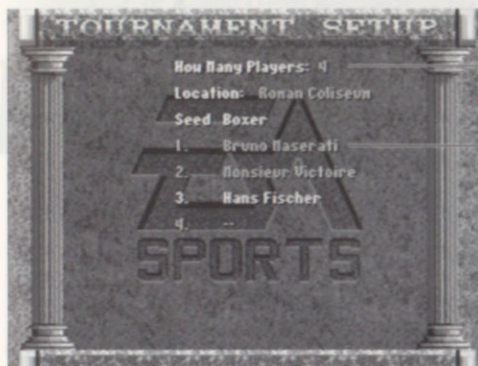 TOURNAMENT SETUP
How Many Players: 4
Location: Roman Coliseum
Seed Boxer
1. Bruno Maserati
2. Monsieur Victoire
3. Hans Fischer
4. --
EA
SPORTS